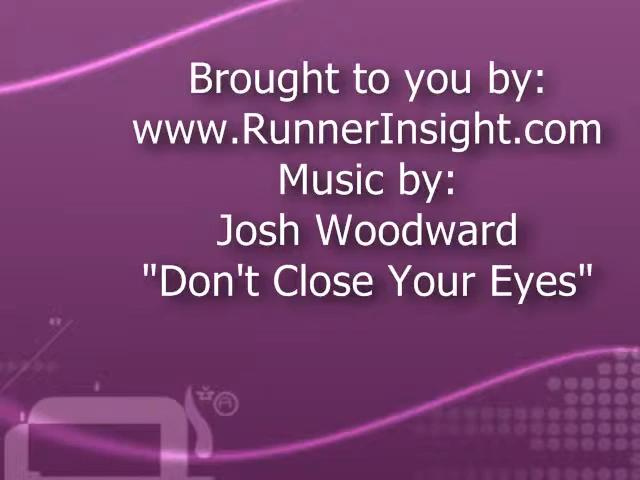 Brought to you by:
www.RunnerInsight.com
Music by:
Josh Woodward
"Don't Close Your Eyes"